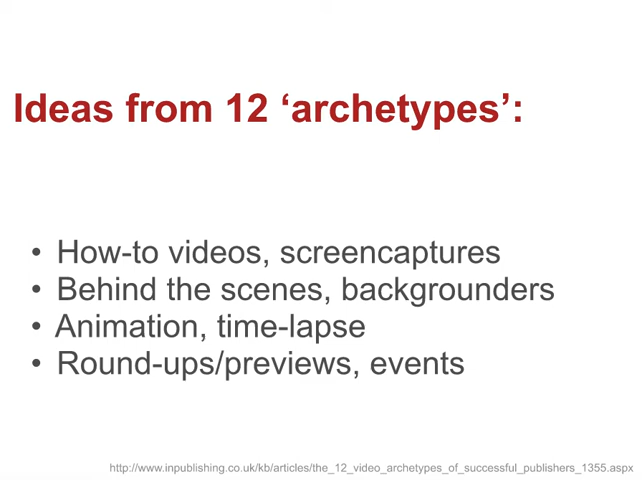 Ideas from 12 ‘archetypes’:
• How-to videos, screencaptures
• Behind the scenes, backgrounders
• Animation, time-lapse
• Round-ups/previews, events
http://www.inpublishing.co.uk/kb/articles/the_12_video_archetypes_of_successful_publishers_1355.aspx